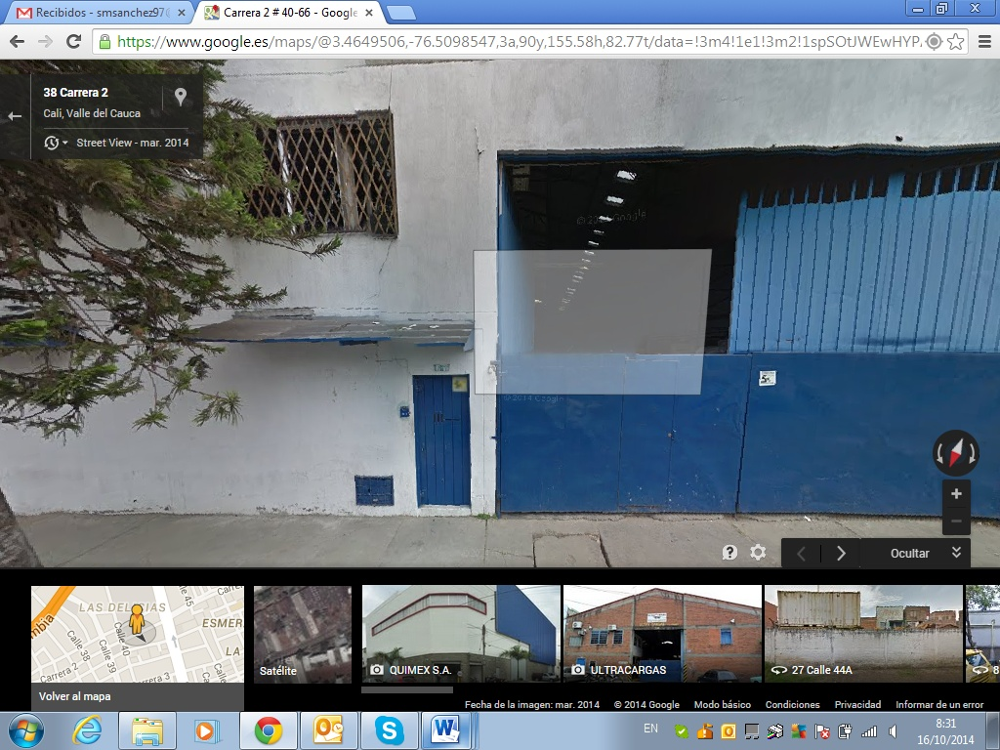 Recibidos - smsanchez97@
Carrera 2 # 40-66 - Google
https://www.google.es/maps/@3.4649506,-76.5098547,3a,90y,155.58h,82.77t/data=!3m4!1e1!3m2!1spSOtJWEwHYP.
38 Carrera 2
Cali, Valle del Cauca
Street View - mar. 2014
© 2014 Google
© 2014 Google
Ocultar
LAS DELICIAS
ESMER
LA
mbia
Calle 38
Calle 39
Calle 40
Calle 45
Carrera 2
Carrera 3
Carre
Volver al mapa
Satélite
QUIMEX S.A.
ULTRACARGAS
27 Calle 44A
8
Fecha de la imagen: mar. 2014
© 2014 Google
Modo básico
Condiciones
Privacidad
Informar de un error
EN
8:31
16/10/2014